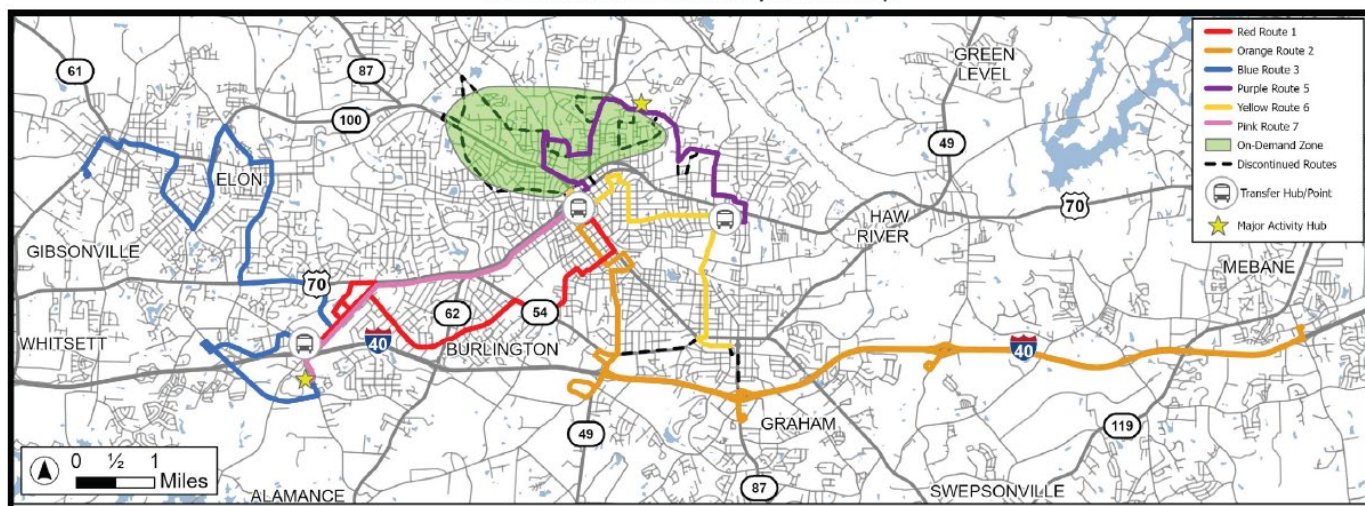 61
87
100
GREEN
LEVEL
49
ELON
GIBSONVILLE
70
WHITSETT
62
54
40
BURLINGTON
HAW
RIVER
70
MEBANE
40
GRAHAM
49
87
119
SWEPSONVILLE
ALAMANCE
0 ½ 1
Miles
Red Route 1
Orange Route 2
Blue Route 3
Purple Route 5
Yellow Route 6
Pink Route 7
On-Demand Zone
Discontinued Routes
Transfer Hub/Point
Major Activity Hub